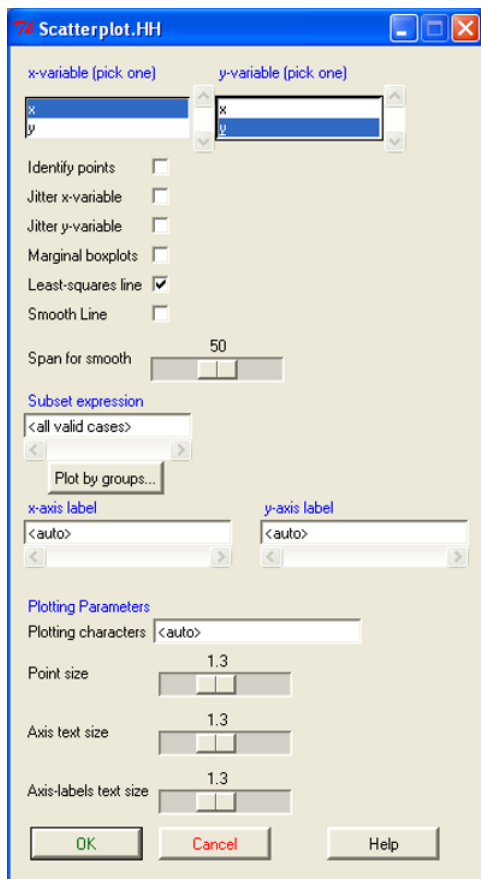 Scatterplot.HH
x-variable (pick one) y-variable (pick one)
x x
y y
Identify points
Jitter x-variable
Jitter y-variable
Marginal boxplots
Least-squares line
Smooth Line
50
Span for smooth
Subset expression
<all valid cases>
Plot by groups...
x-axis label y-axis label
<auto> <auto>
Plotting Parameters
Plotting characters <auto>
1.3
Point size
1.3
Axis text size
1.3
Axis-labels text size
OK Cancel Help